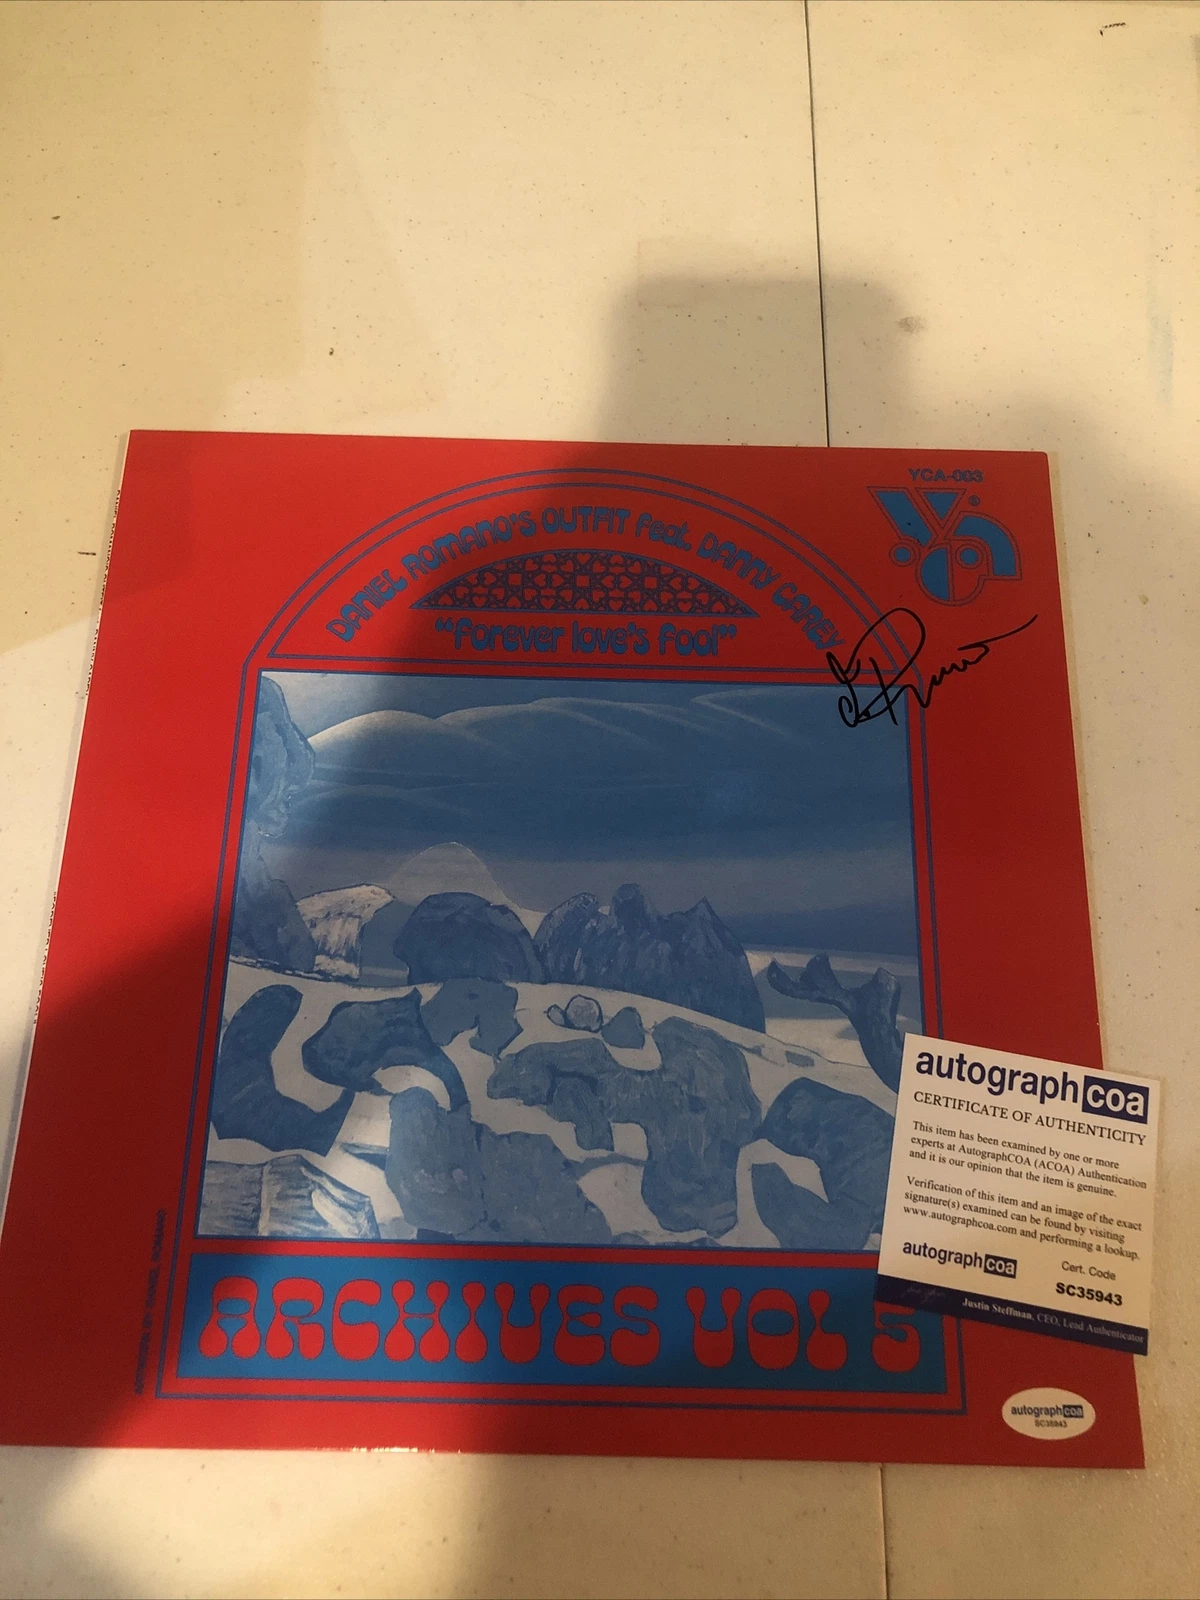 YCA-003
DANIEL ROMANO'S OUTFIT feat. DANNY CAREY
"forever love's fool"
ARCHIVES VOL 5
autographcoa
CERTIFICATE OF AUTHENTICITY
This item has been examined by one or more
experts at AutographCOA (ACOA) Authentication
and it is our opinion that the item is genuine.
Verification of this item and an image of the exact
signature(s) examined can be found by visiting
www.autographcoa.com and performing a lookup.
autographcoa
Cert. Code
SC35943
Justin Steffman, CEO, Lead Authenticator
autographcoa
SC35943